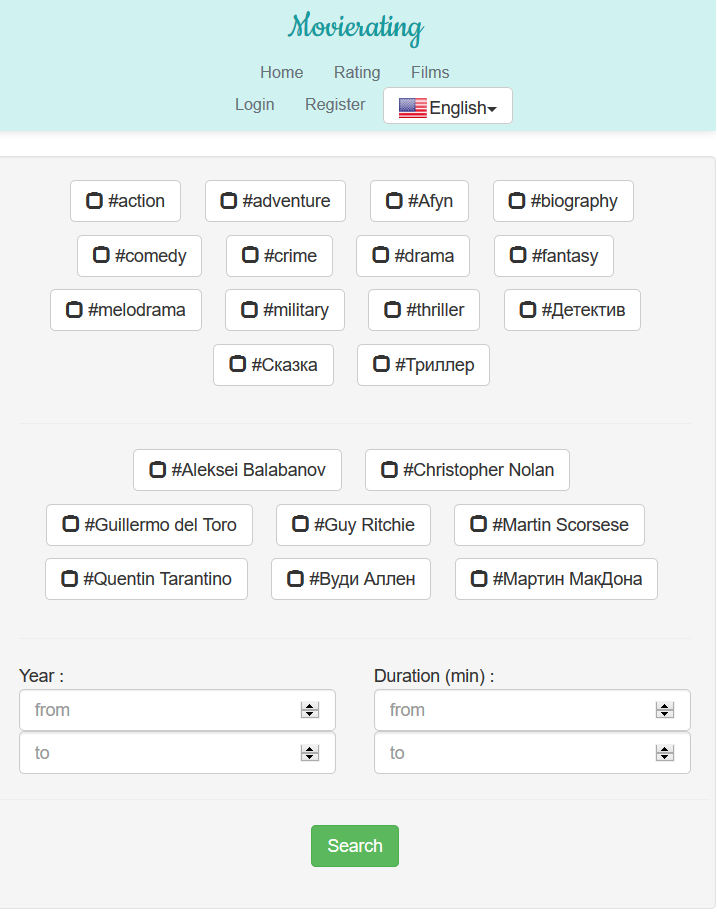 Movierating
Home Rating Films
Login Register English
#action #adventure #Afyn #biography
#comedy #crime #drama #fantasy
#melodrama #military #thriller #Детектив
#Сказка #Триллер
#Aleksei Balabanov #Christopher Nolan
#Guillermo del Toro #Guy Ritchie #Martin Scorsese
#Quentin Tarantino #Вуди Аллен #Мартин МакДона
Year : Duration (min) :
from from
to to
Search